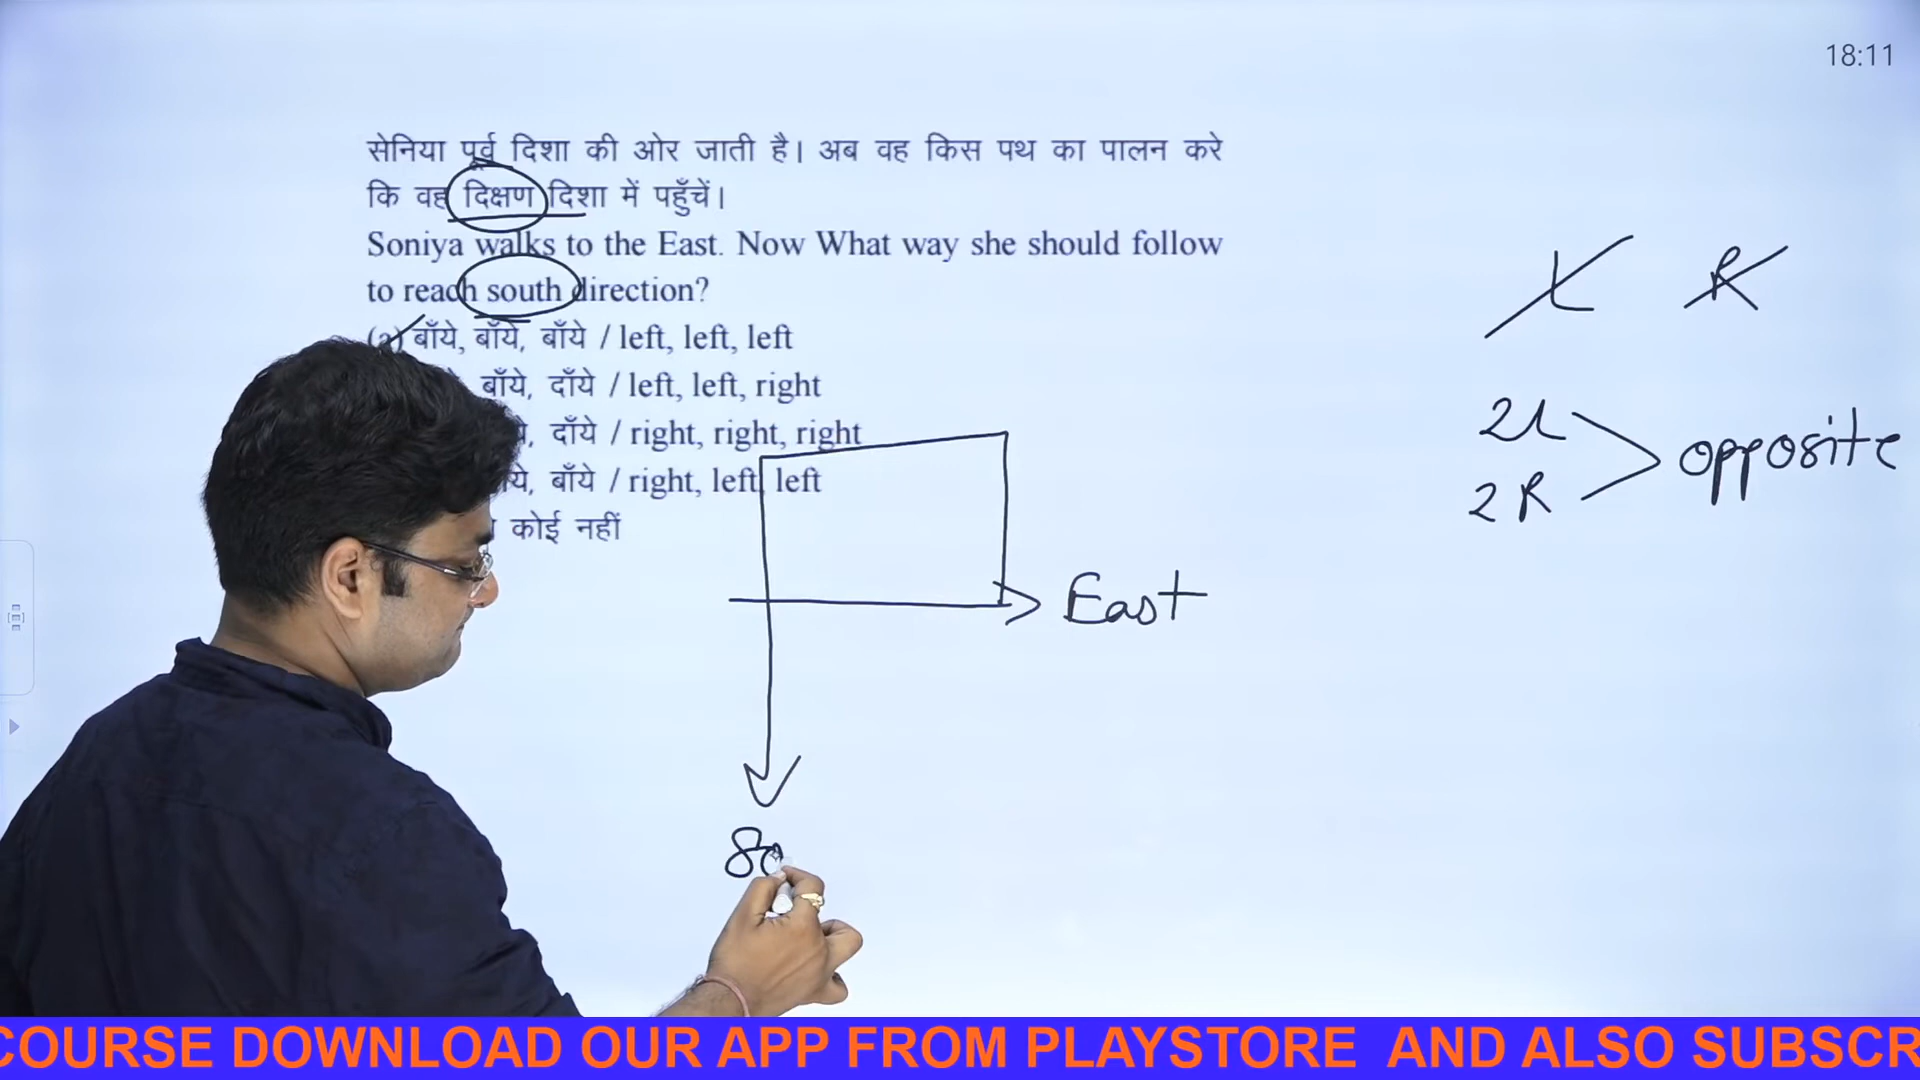 18:11
सेनिया पूर्व दिशा की ओर जाती है। अब वह किस पथ का पालन करे
कि वह दिक्षण दिशा में पहुँचें।
Soniya walks to the East. Now What way she should follow
to reach south direction?
(a) बाँये, बाँये, बाँये / left, left, left
बाँये, दाँये / left, left, right
दाँये / right, right, right
बाँये / right, left, left
कोई नहीं
L R
2L
2R
opposite
East
So
COURSE DOWNLOAD OUR APP FROM PLAYSTORE AND ALSO SUBSCR